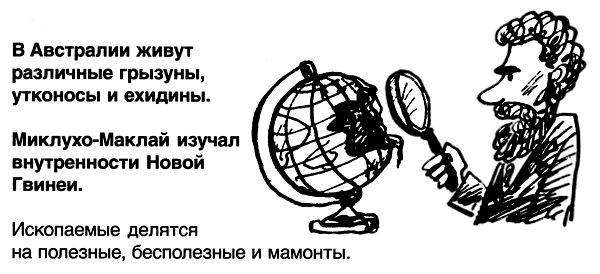 В Австралии живут
различные грызуны,
утконосы и ехидины.
Миклухо-Маклай изучал
внутренности Новой
Гвинеи.
Ископаемые делятся
на полезные, бесполезные и мамонты.